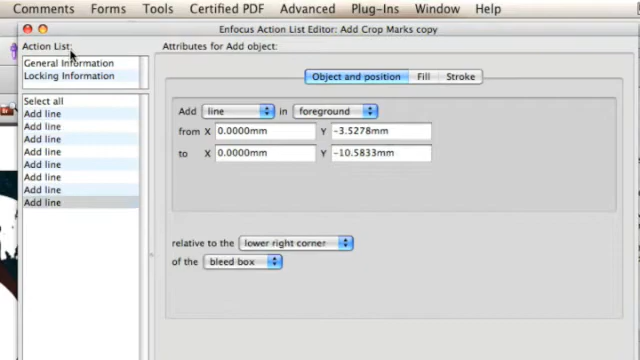 Comments Forms Tools Certified PDF Advanced Plug-Ins Window Help
Enfocus Action List Editor: Add Crop Marks copy
Action List: Attributes for Add object:
General Information
Locking Information
Object and position Fill Stroke
Select all
Add line
Add line
Add line
Add line
Add line
Add line
Add line
Add line
Add line in foreground
from X 0.0000mm Y -3.5278mm
to X 0.0000mm Y -10.5833mm
relative to the lower right corner
of the bleed box